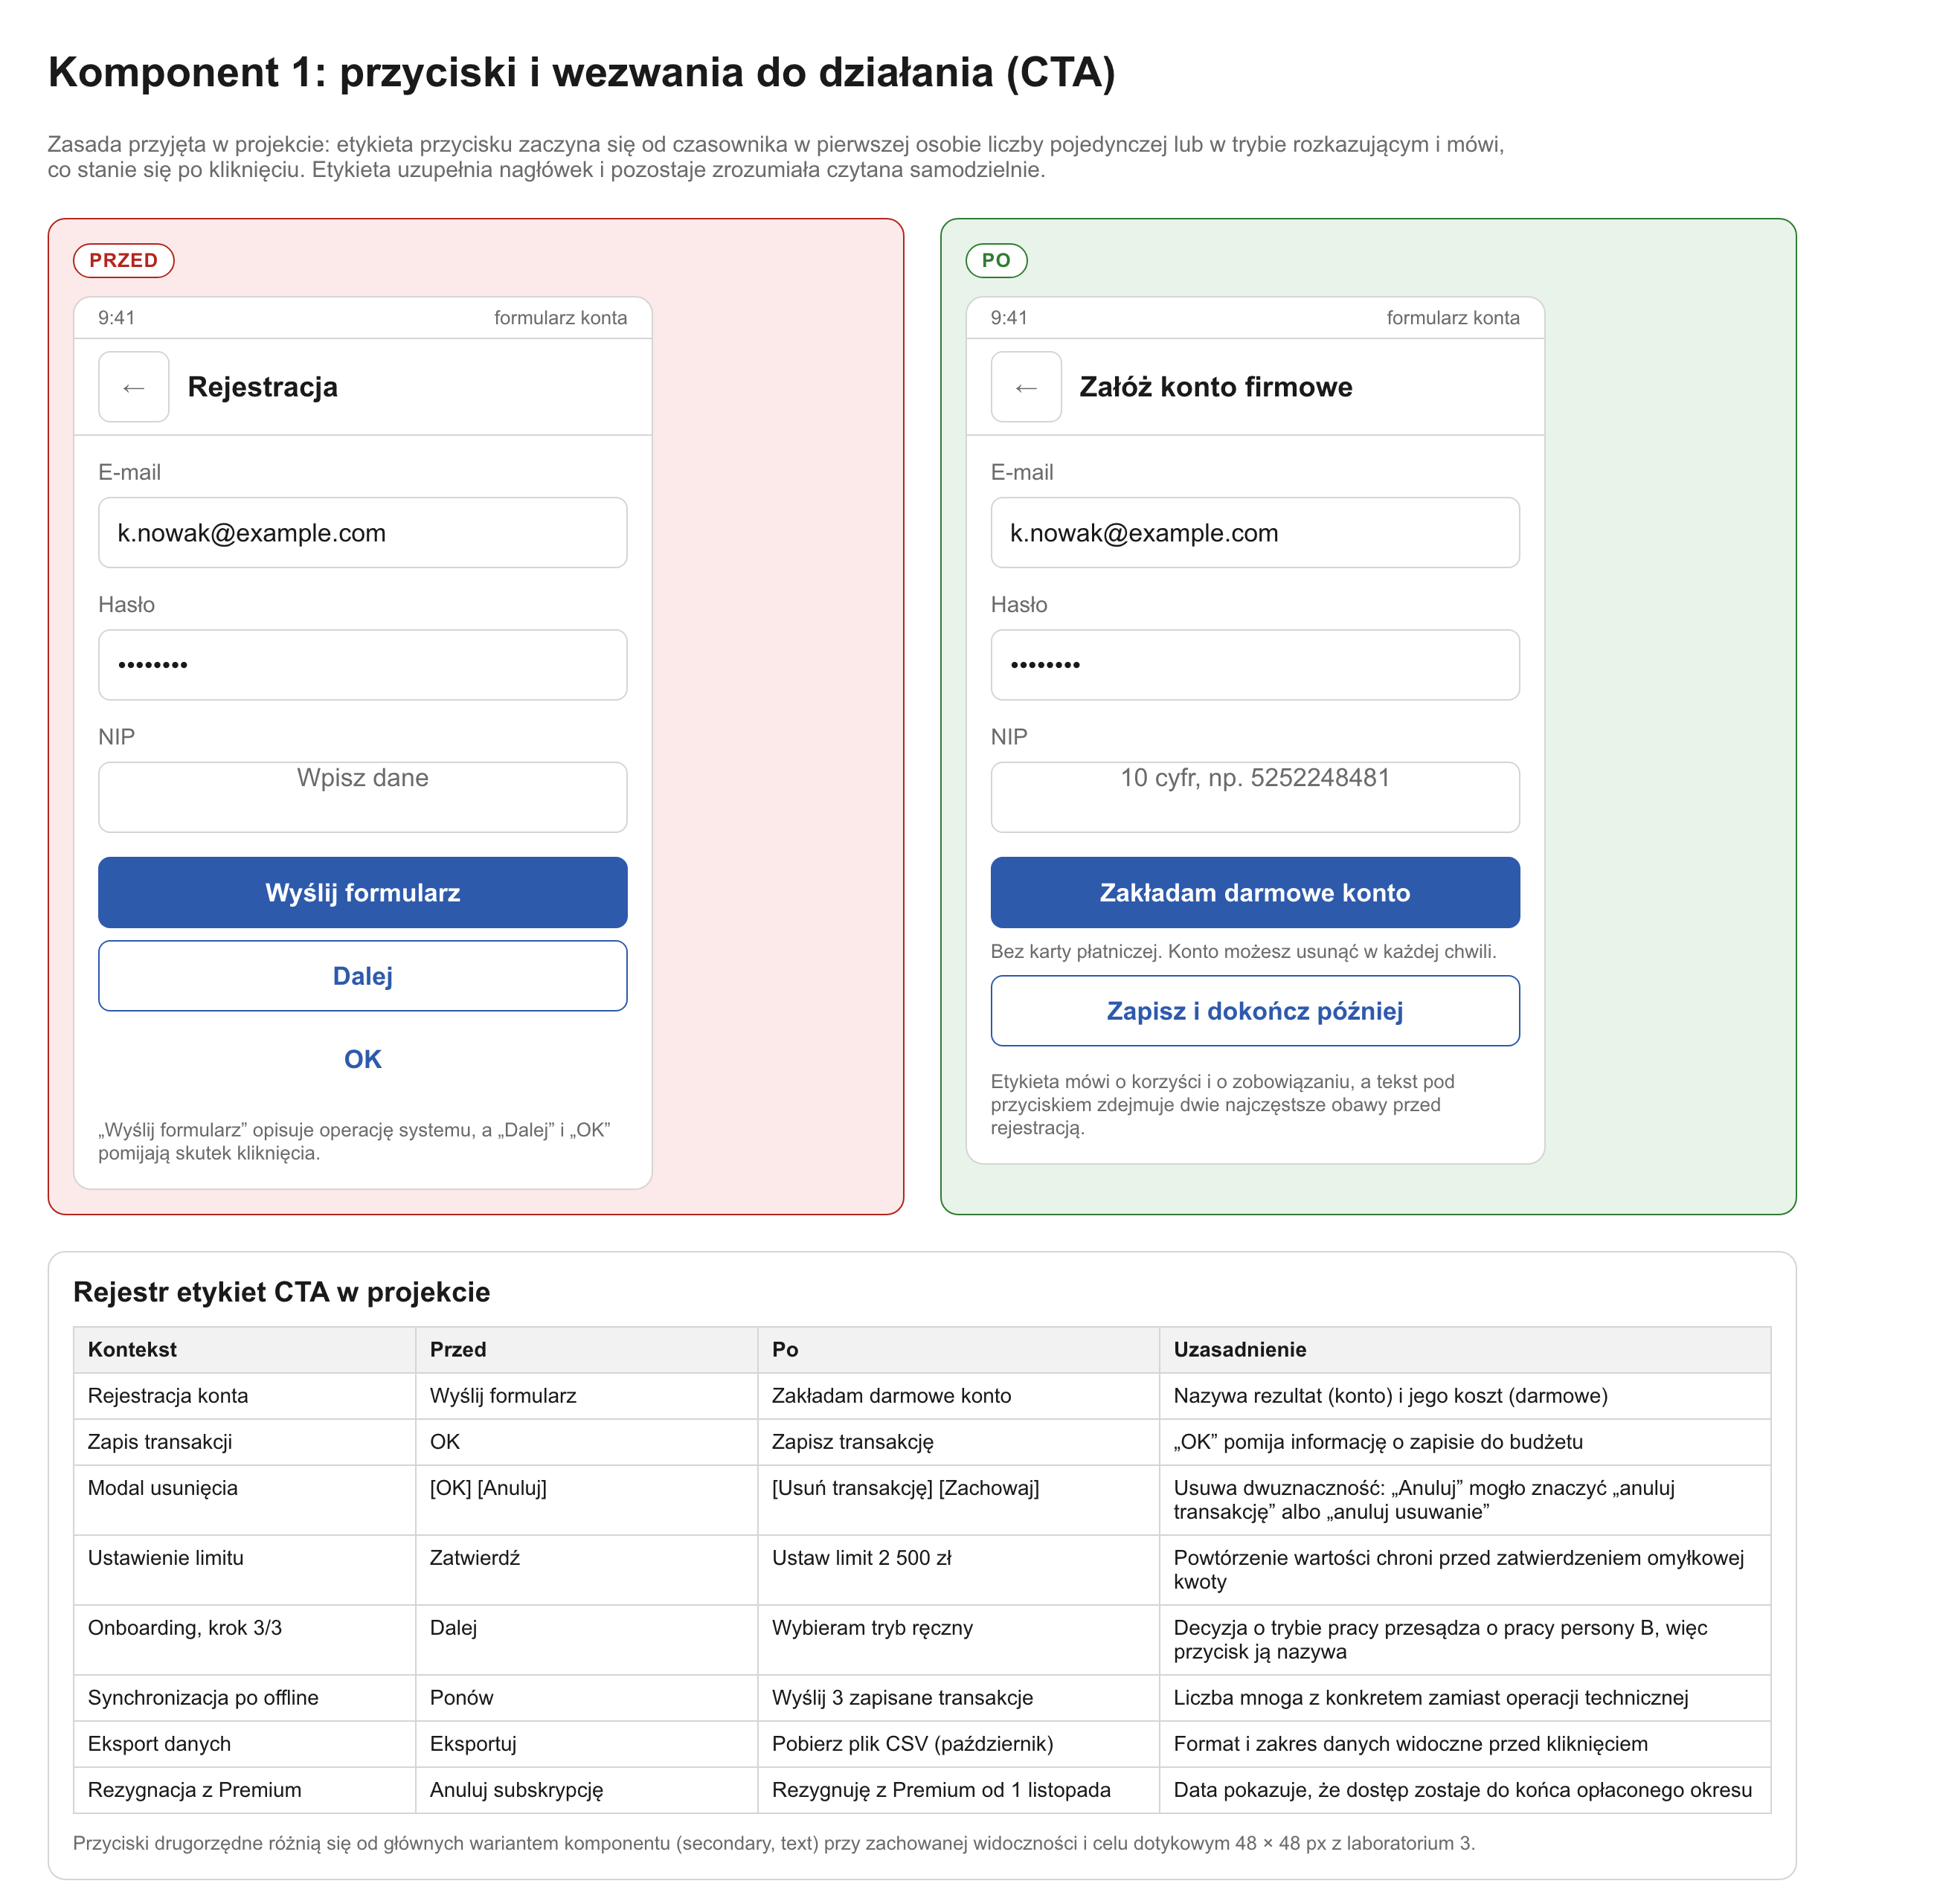 Komponent 1: przyciski i wezwania do działania (CTA)
Zasada przyjęta w projekcie: etykieta przycisku zaczyna się od czasownika w pierwszej osobie liczby pojedynczej lub w trybie rozkazującym i mówi,
co stanie się po kliknięciu. Etykieta uzupełnia nagłówek i pozostaje zrozumiała czytana samodzielnie.
PRZED
9:41 formularz konta
← Rejestracja
E-mail
k.nowak@example.com
Hasło
••••••••
NIP
Wpisz dane
Wyślij formularz
Dalej
OK
„Wyślij formularz” opisuje operację systemu, a „Dalej” i „OK”
pomijają skutek kliknięcia.
PO
9:41 formularz konta
← Załóż konto firmowe
E-mail
k.nowak@example.com
Hasło
••••••••
NIP
10 cyfr, np. 5252248481
Zakładam darmowe konto
Bez karty płatniczej. Konto możesz usunąć w każdej chwili.
Zapisz i dokończ później
Etykieta mówi o korzyści i o zobowiązaniu, a tekst pod
przyciskiem zdejmuje dwie najczęstsze obawy przed
rejestracją.
Rejestr etykiet CTA w projekcie
Kontekst Przed Po Uzasadnienie
Rejestracja konta Wyślij formularz Zakładam darmowe konto Nazywa rezultat (konto) i jego koszt (darmowe)
Zapis transakcji OK Zapisz transakcję „OK” pomija informację o zapisie do budżetu
Modal usunięcia [OK] [Anuluj] [Usuń transakcję] [Zachowaj] Usuwa dwuznaczność: „Anuluj” mogło znaczyć „anuluj
transakcję” albo „anuluj usuwanie”
Ustawienie limitu Zatwierdź Ustaw limit 2 500 zł Powtórzenie wartości chroni przed zatwierdzeniem omyłkowej
kwoty
Onboarding, krok 3/3 Dalej Wybieram tryb ręczny Decyzja o trybie pracy przesądza o pracy persony B, więc
przycisk ją nazywa
Synchronizacja po offline Ponów Wyślij 3 zapisane transakcje Liczba mnoga z konkretem zamiast operacji technicznej
Eksport danych Eksportuj Pobierz plik CSV (październik) Format i zakres danych widoczne przed kliknięciem
Rezygnacja z Premium Anuluj subskrypcję Rezygnuję z Premium od 1 listopada Data pokazuje, że dostęp zostaje do końca opłaconego okresu
Przyciski drugorzędne różnią się od głównych wariantem komponentu (secondary, text) przy zachowanej widoczności i celu dotykowym 48 × 48 px z laboratorium 3.